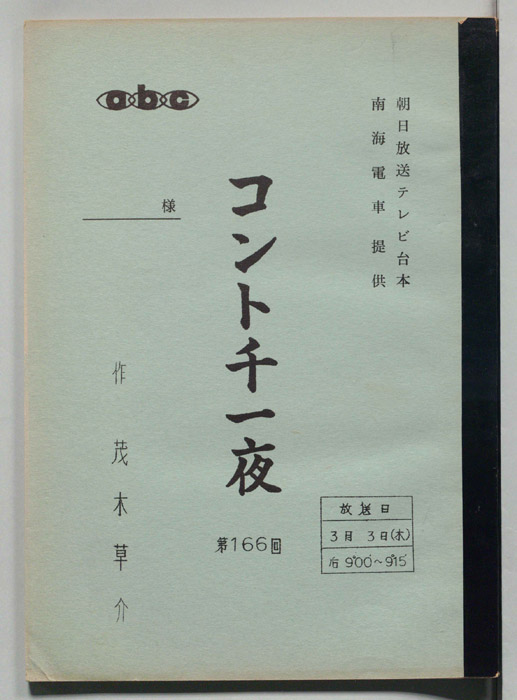 朝日放送テレビ台本
南海電車提供
abc
様
コント千一夜
第166回
作 茂木草介
放送日
3月 3日(木)
后 9°00'~9°15'